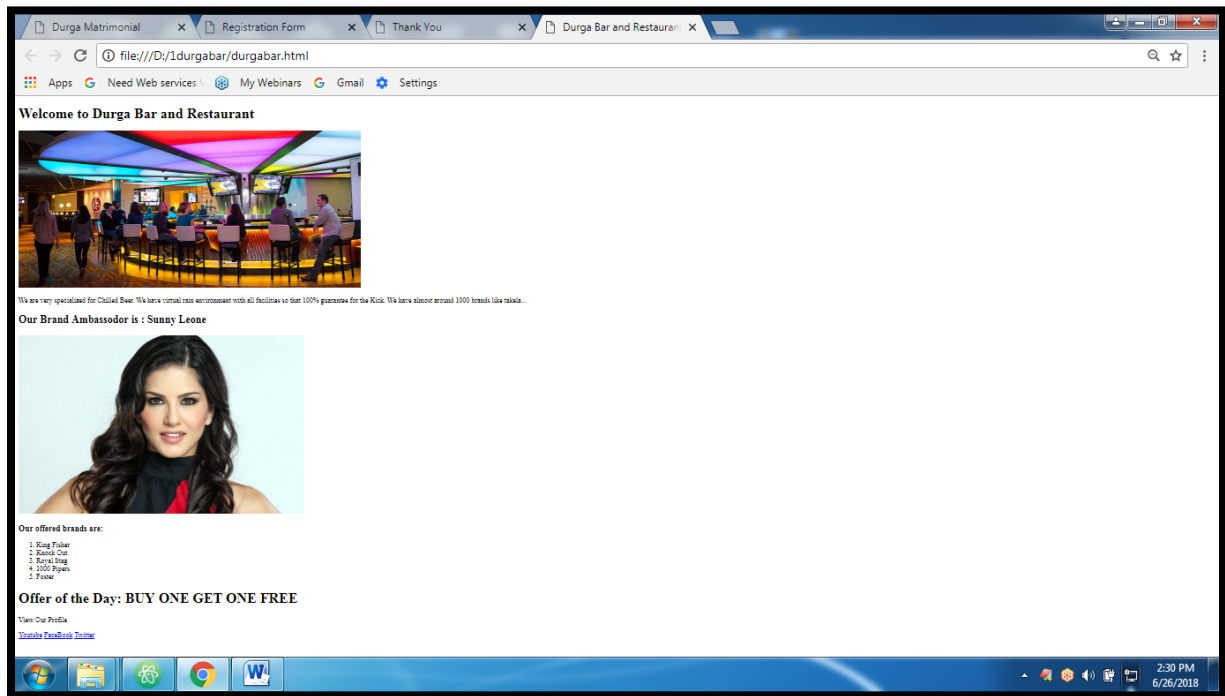 Durga Matrimonial
Registration Form
Thank You
Durga Bar and Restauran
file:///D:/1durgabar/durgabar.html
Apps
Need Web services \
My Webinars
Gmail
Settings
Welcome to Durga Bar and Restaurant
We are very specialized for Chilled Beer. We have virtual rain environment with all facilities so that 100% guarantee for the Kick. We have almost around 1000 brands like takela...
Our Brand Ambassodor is : Sunny Leone
Our offered brands are:
1. King Fisher
2. Knock Out
3. Royal Stag
4. 1000 Pipers
5. Foster
Offer of the Day: BUY ONE GET ONE FREE
View Our Profile
Youtube FaceBook Twitter
2:30 PM
6/26/2018